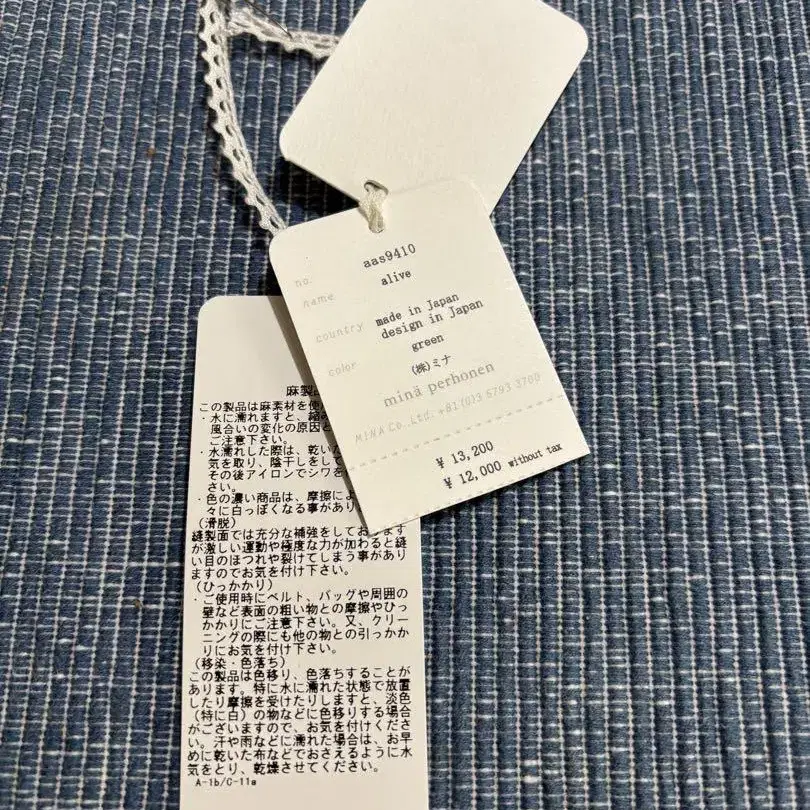 no. aas9410
name alive
country made in Japan
design in Japan
color green
(株)ミナ
minä perhonen
MINA Co.,Ltd. +81(0)3 6793 3700
¥ 13,200
¥ 12,000 without tax
麻製
この製品は麻素材を使
・水に濡れますと、縮み
風合いの変化の原因と
ご注意下さい。
・水濡れした際は、乾いた
気を取り、陰干しをして
その後アイロンでシワを
さい。
・色の濃い商品は、摩擦によ
々に白っぽくなる事があり
(滑脱)
縫製面では充分な補強をしておりますが
が激しい運動や極度な力が加わると縫
い目のほつれや裂けてしまう事があり
ますのでお気を付け下さい。
(ひっかかり)
・ご使用時にベルト、バッグや周囲の
壁など表面の粗い物との摩擦やひっ
かかりにご注意下さい。又、クリー
ニングの際にも他の物との引っかか
りにお気を付け下さい。
(移染・色落ち)
この製品は色移り、色落ちすることが
あります。特に水に濡れた状態で放置
したり摩擦を受けたりしますと、淡色
(特に白)の物などに色移りする場合
がございますので、お気を付けくださ
い。汗や雨などに濡れた場合は、お早
めに乾いた布などでおさえるように水
気をとり、乾燥させてください。
A-1b/C-11a